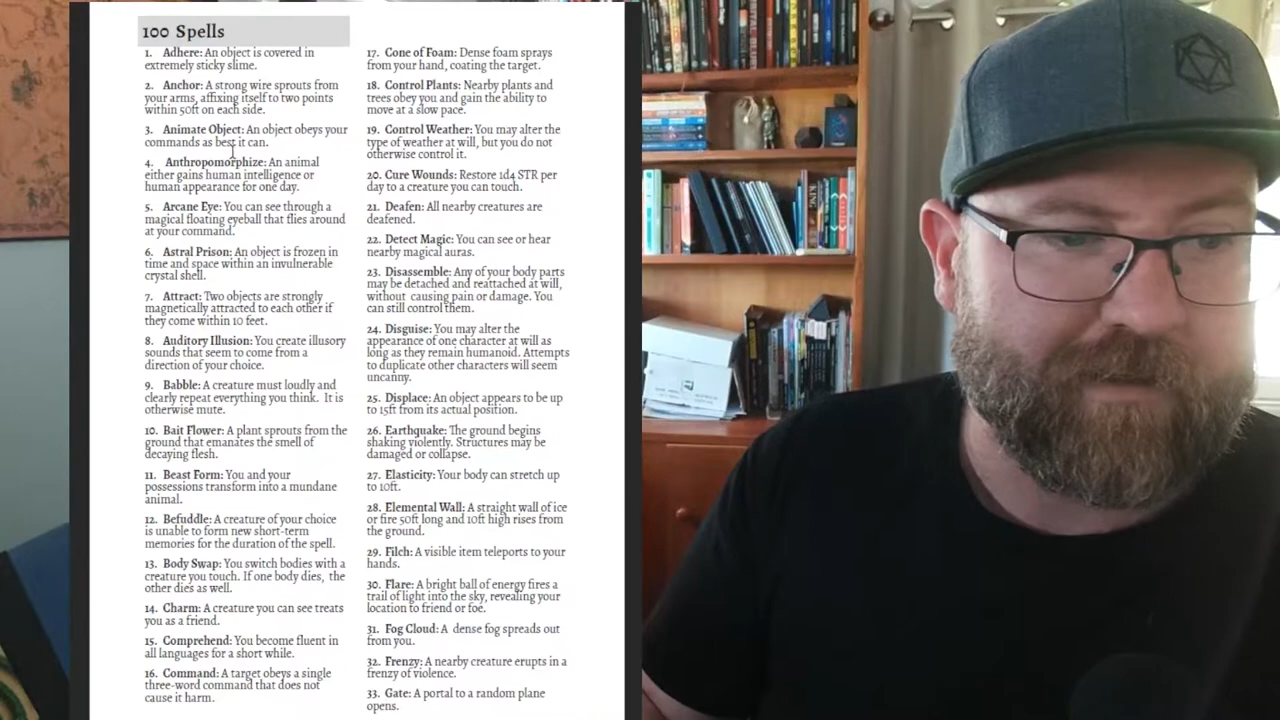 100 Spells
1. Adhere: An object is covered in
extremely sticky slime.
2. Anchor: A strong wire sprouts from
your arms, affixing itself to two points
within 50ft on each side.
3. Animate Object: An object obeys your
commands as best it can.
4. Anthropomorphize: An animal
either gains human intelligence or
human appearance for one day.
5. Arcane Eye: You can see through a
magical floating eyeball that flies around
at your command.
6. Astral Prison: An object is frozen in
time and space within an invulnerable
crystal shell.
7. Attract: Two objects are strongly
magnetically attracted to each other if
they come within 10 feet.
8. Auditory Illusion: You create illusory
sounds that seem to come from a
direction of your choice.
9. Babble: A creature must loudly and
clearly repeat everything you think. It is
otherwise mute.
10. Bait Flower: A plant sprouts from the
ground that emanates the smell of
decaying flesh.
11. Beast Form: You and your
possessions transform into a mundane
animal.
12. Befuddle: A creature of your choice
is unable to form new short-term
memories for the duration of the spell.
13. Body Swap: You switch bodies with a
creature you touch. If one body dies, the
other dies as well.
14. Charm: A creature you can see treats
you as a friend.
15. Comprehend: You become fluent in
all languages for a short while.
16. Command: A target obeys a single
three-word command that does not
cause it harm.
17. Cone of Foam: Dense foam sprays
from your hand, coating the target.
18. Control Plants: Nearby plants and
trees obey you and gain the ability to
move at a slow pace.
19. Control Weather: You may alter the
type of weather at will, but you do not
otherwise control it.
20. Cure Wounds: Restore 1d4 STR per
day to a creature you can touch.
21. Deafen: All nearby creatures are
deafened.
22. Detect Magic: You can see or hear
nearby magical auras.
23. Disassemble: Any of your body parts
may be detached and reattached at will,
without causing pain or damage. You
can still control them.
24. Disguise: You may alter the
appearance of one character at will as
long as they remain humanoid. Attempts
to duplicate other characters will seem
uncanny.
25. Displace: An object appears to be up
to 15ft from its actual position.
26. Earthquake: The ground begins
shaking violently. Structures may be
damaged or collapse.
27. Elasticity: Your body can stretch up
to 10ft.
28. Elemental Wall: A straight wall of ice
or fire 50ft long and 10ft high rises from
the ground.
29. Filch: A visible item teleports to your
hands.
30. Flare: A bright ball of energy fires a
trail of light into the sky, revealing your
location to friend or foe.
31. Fog Cloud: A dense fog spreads out
from you.
32. Frenzy: A nearby creature erupts in a
frenzy of violence.
33. Gate: A portal to a random plane
opens.